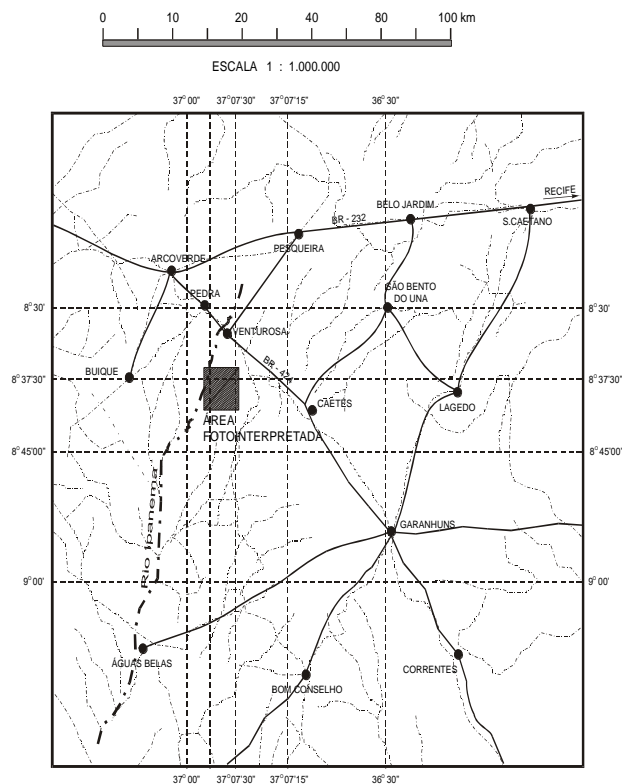 0 10 20 40 60 80 100 km
ESCALA 1 : 1.000.000
37° 00' 37° 07'30" 37° 07'15" 36° 30'
RECIFE
BELO JARDIM
BR - 232
S.CAETANO
PESQUEIRA
ARCOVERDE
PEDRA
SÃO BENTO
DO UNA
8° 30' 8° 30'
VENTUROSA
BUIQUE
8° 37'30" 8° 37'30"
CAETÉS
LAGEDO
ÁREA
FOTOINTERPRETADA
8° 45'00" 8° 45'00"
Rio Ipanema
GARANHUNS
9° 00' 9° 00'
ÁGUAS BELAS
CORRENTES
BOM CONSELHO
37° 00' 37° 07'30" 37° 07'15" 36° 30'